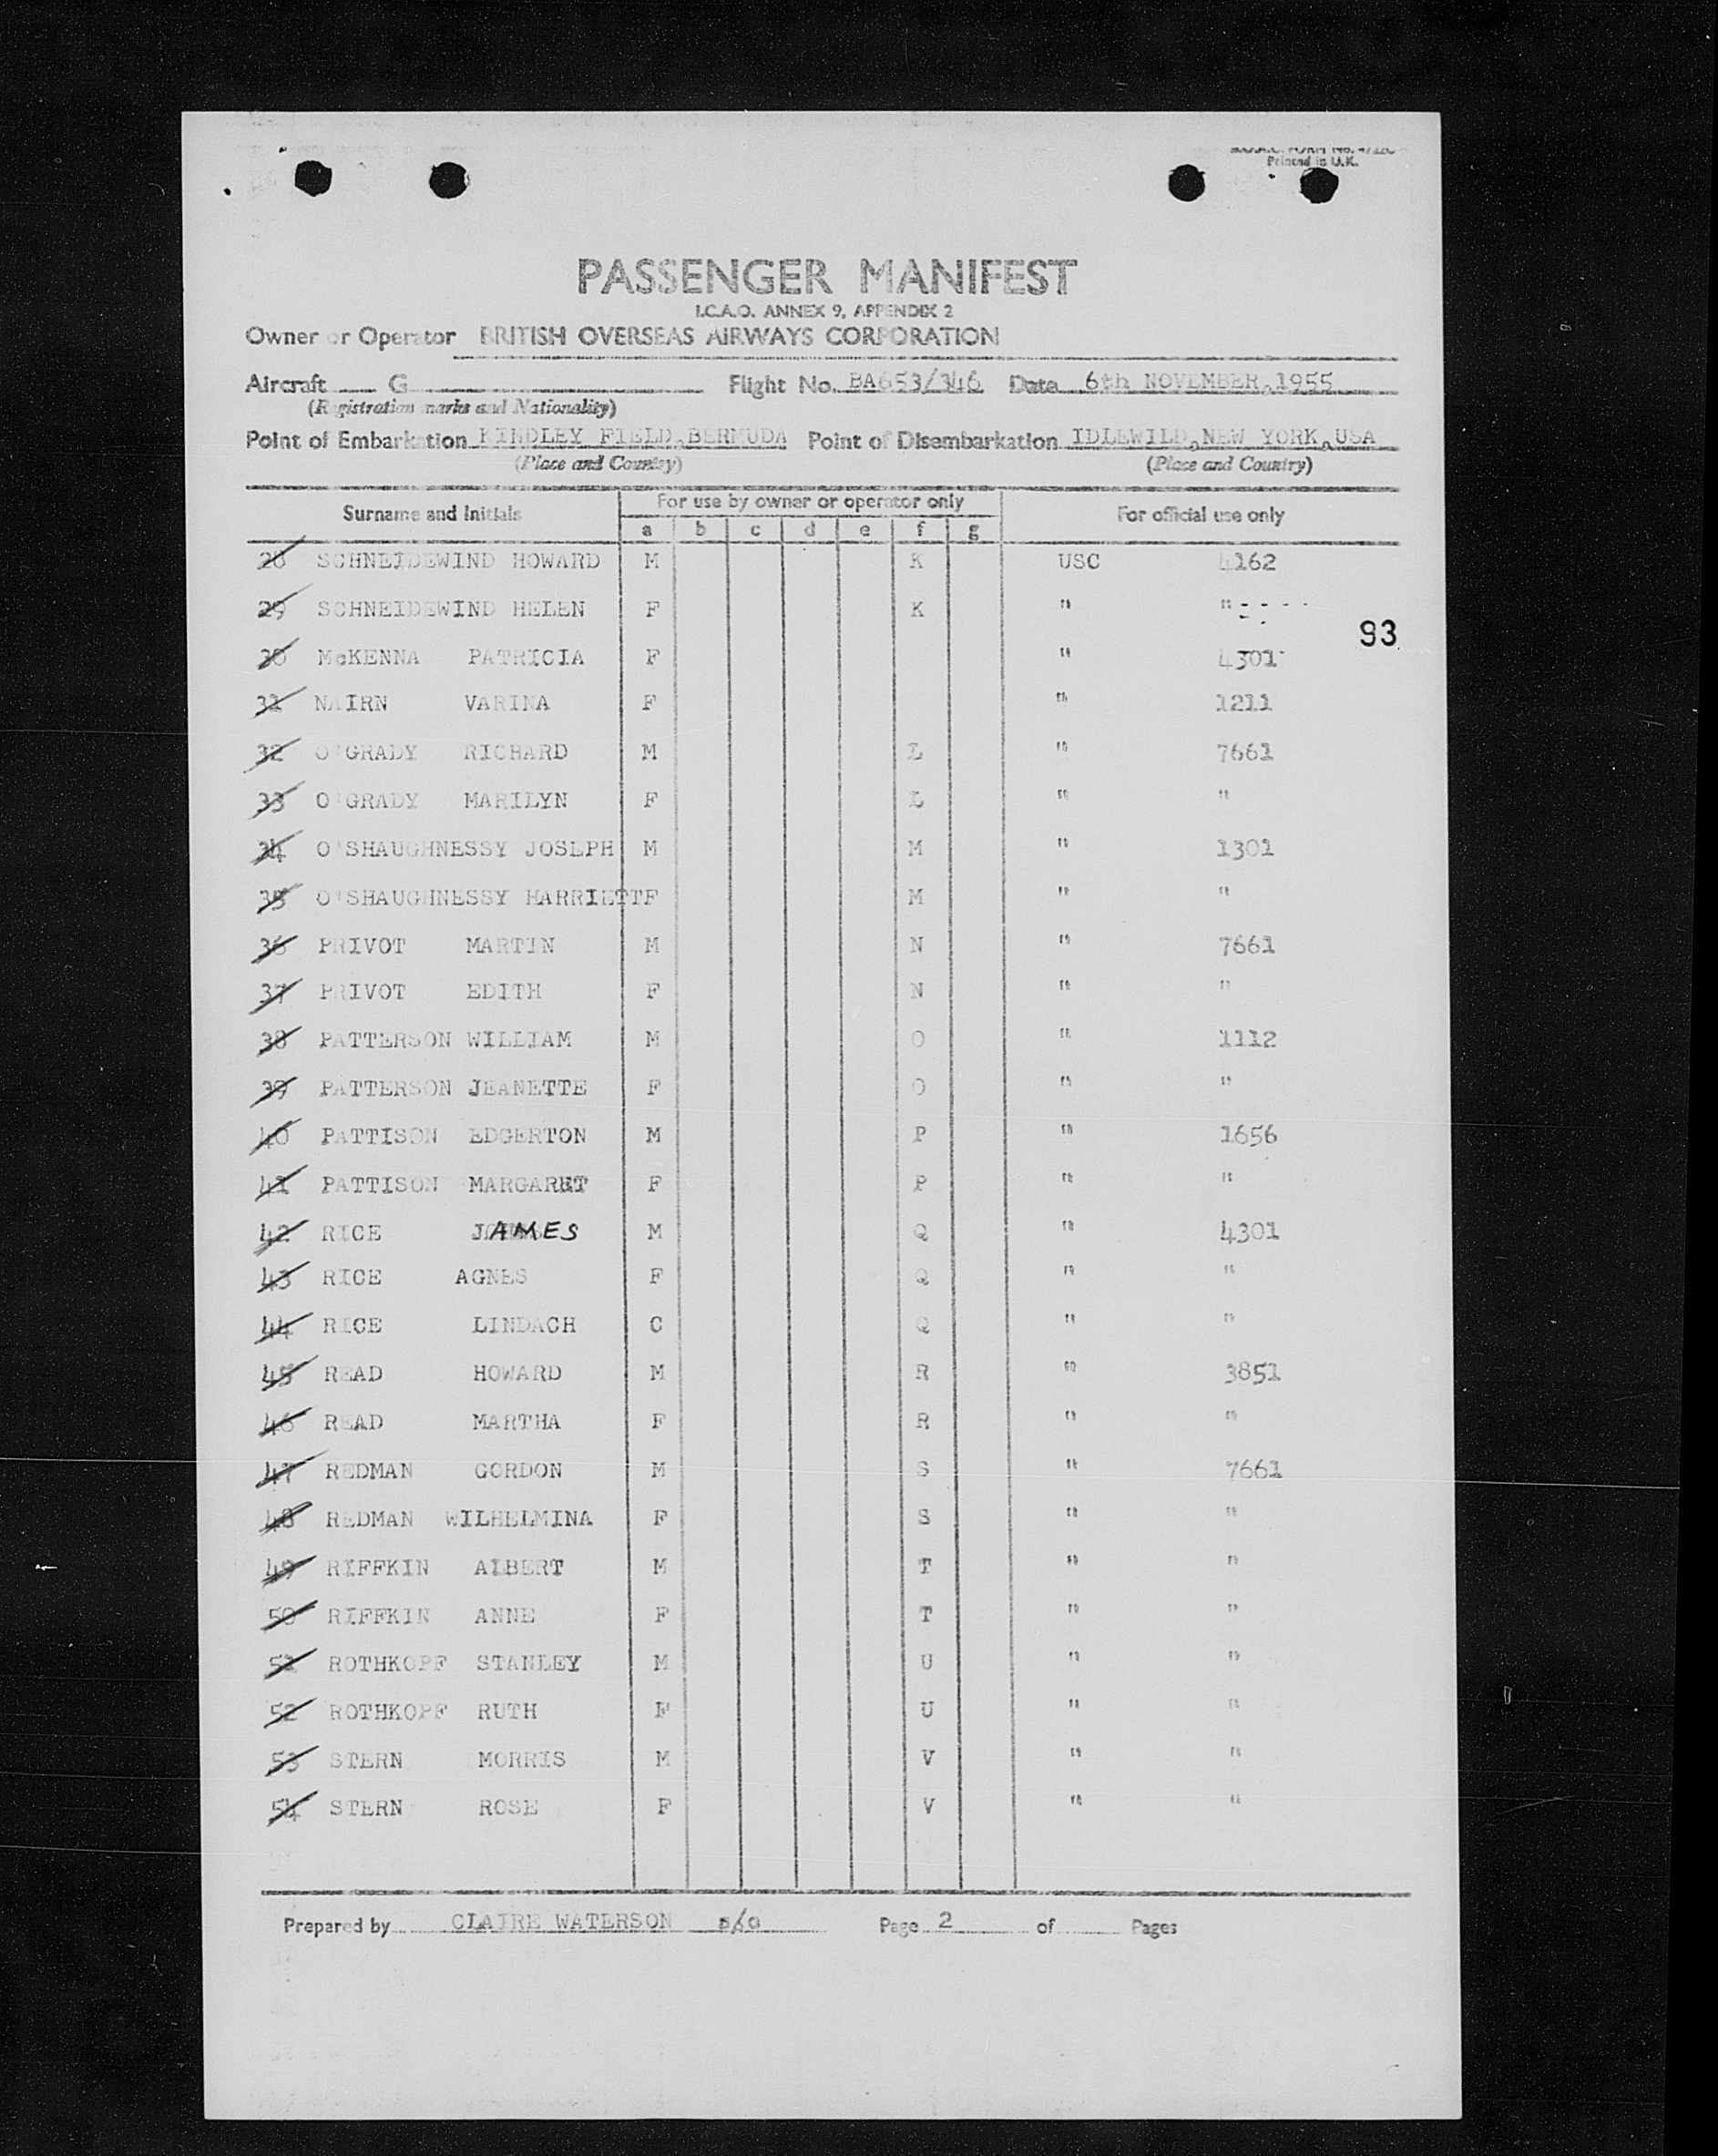 Printed in U.K.
PASSENGER MANIFEST
I.C.A.O. ANNEX 9, APPENDIX 2
Owner or Operator BRITISH OVERSEAS AIRWAYS CORPORATION
Aircraft G Flight No. BA653/346 Date 6th NOVEMBER,1955
(Registration marks and Nationality)
Point of Embarkation KINDLEY FIELD,BERMUDA Point of Disembarkation IDLEWILD,NEW YORK,USA
(Place and Country) (Place and Country)
Surname and Initials For use by owner or operator only For official use only
a b c d e f g
28 SCHNEIDEWIND HOWARD M K USC 4162
29 SCHNEIDEWIND HELEN F K " "
93
30 McKENNA PATRICIA F " 4301
31 NAIRN VARINA F " 1211
32 O'GRADY RICHARD M L " 7661
33 O'GRADY MARILYN F L " "
34 O'SHAUGHNESSY JOSEPH M M " 1301
35 O'SHAUGHNESSY HARRIETTF M " "
36 PRIVOT MARTIN M N " 7661
37 PRIVOT EDITH F N " "
38 PATTERSON WILLIAM M O " 1112
39 PATTERSON JEANETTE F O " "
40 PATTISON EDGERTON M P " 1656
41 PATTISON MARGARET F P " "
42 RICE JAMES M Q " 4301
43 RICE AGNES F Q " "
44 RICE LINDACH C Q " "
45 READ HOWARD M R " 3851
46 READ MARTHA F R " "
47 REDMAN GORDON M S " 7661
48 REDMAN WILHELMINA F S " "
49 RIFFKIN ALBERT M T " "
50 RIFFKIN ANNE F T " "
51 ROTHKOPF STANLEY M U " "
52 ROTHKOPF RUTH F U " "
53 STERN MORRIS M V " "
54 STERN ROSE F V " "
Prepared by CLAIRE WATERSON Page 2 of Pages